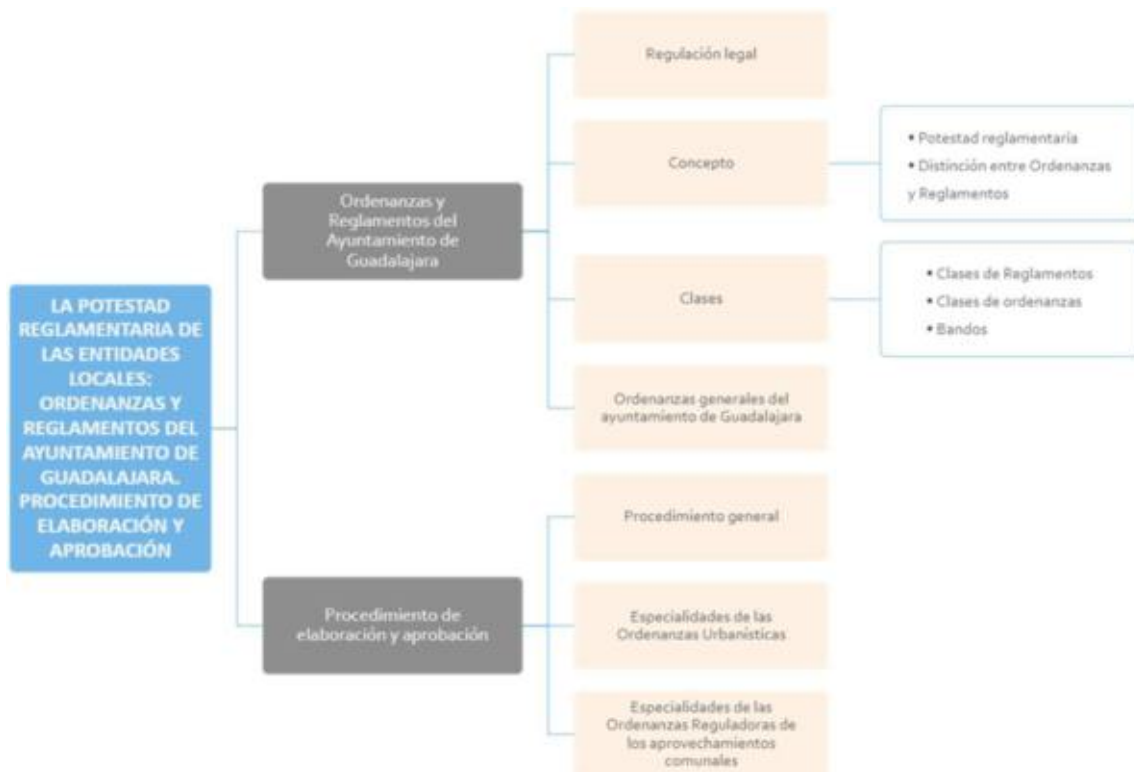 LA POTESTAD
REGLAMENTARIA DE
LAS ENTIDADES
LOCALES:
ORDENANZAS Y
REGLAMENTOS DEL
AYUNTAMIENTO DE
GUADALAJARA.
PROCEDIMIENTO DE
ELABORACIÓN Y
APROBACIÓN
Ordenanzas y
Reglamentos del
Ayuntamiento de
Guadalajara
Regulación legal
Concepto
• Potestad reglamentaría
• Distinción entre Ordenanzas
y Reglamentos
Clases
• Clases de Reglamentos
• Clases de ordenanzas
• Bandos
Ordenanzas generales del
ayuntamiento de Guadalajara
Procedimiento de
elaboración y aprobación
Procedimiento general
Especialidades de las
Ordenanzas Urbanísticas
Especialidades de las
Ordenanzas Reguladoras de
los aprovechamientos
comunales